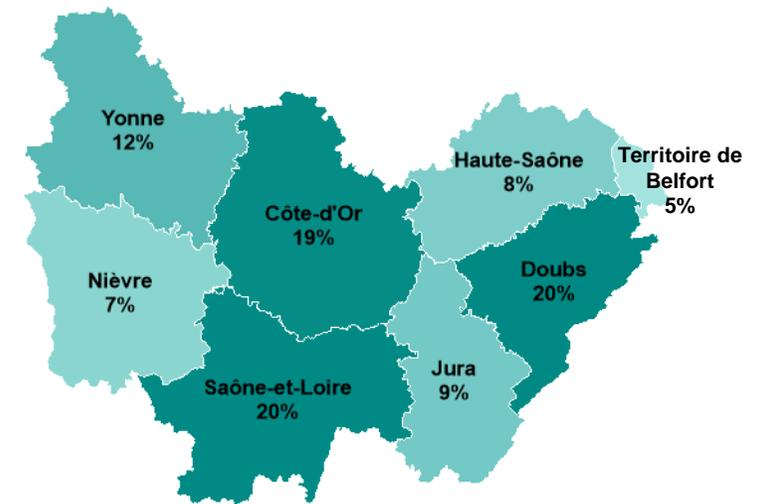 Yonne
12%
Haute-Saône
8%
Territoire de
Belfort
5%
Côte-d'Or
19%
Doubs
20%
Nièvre
7%
Jura
9%
Saône-et-Loire
20%